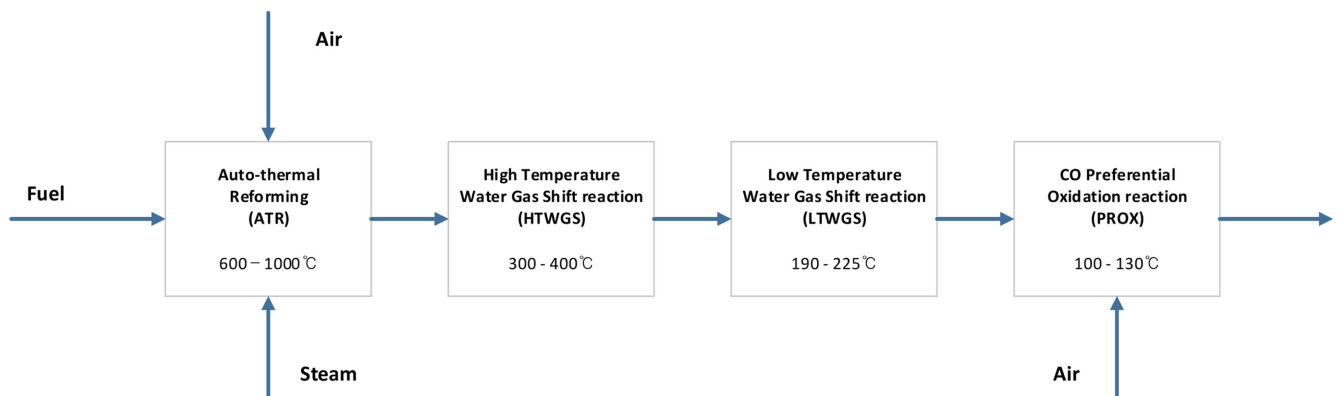 Air
Fuel
Auto-thermal
Reforming
(ATR)
600－1000℃
High Temperature
Water Gas Shift reaction
(HTWGS)
300 - 400℃
Low Temperature
Water Gas Shift reaction
(LTWGS)
190 - 225℃
CO Preferential
Oxidation reaction
(PROX)
100 - 130℃
Steam
Air